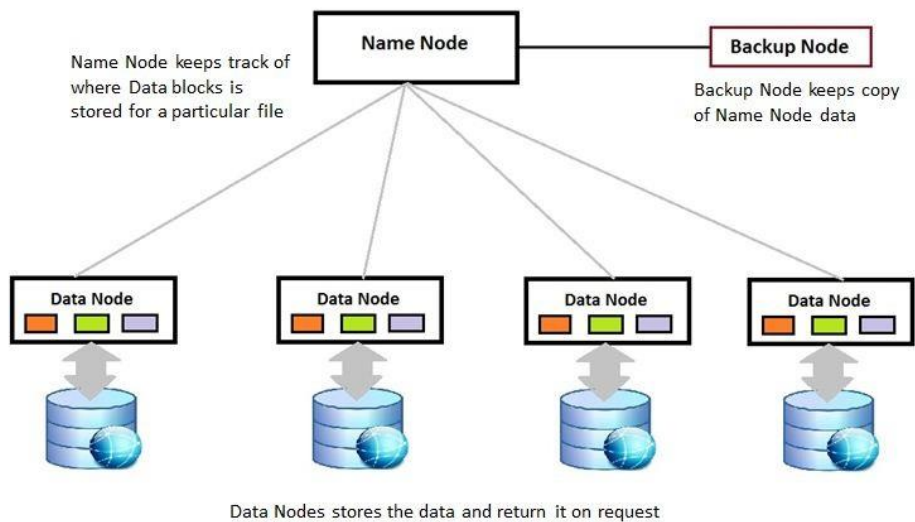 Name Node
Backup Node
Name Node keeps track of
where Data blocks is
stored for a particular file
Backup Node keeps copy
of Name Node data
Data Node
Data Node
Data Node
Data Node
Data Nodes stores the data and return it on request